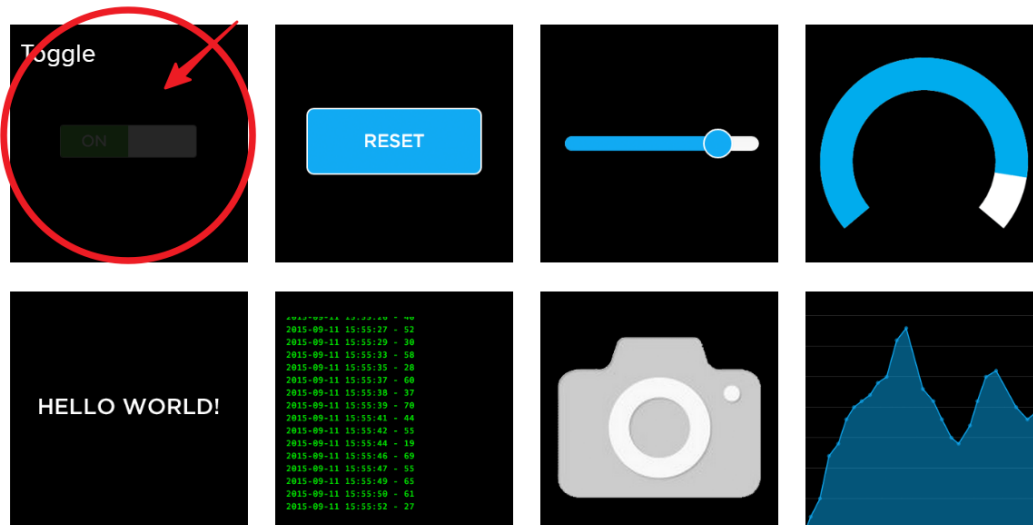 Toggle
ON
RESET
HELLO WORLD!
2015-09-11 15:55:27 - 52
2015-09-11 15:55:29 - 30
2015-09-11 15:55:33 - 58
2015-09-11 15:55:35 - 28
2015-09-11 15:55:37 - 60
2015-09-11 15:55:38 - 37
2015-09-11 15:55:39 - 70
2015-09-11 15:55:41 - 44
2015-09-11 15:55:42 - 55
2015-09-11 15:55:44 - 19
2015-09-11 15:55:46 - 69
2015-09-11 15:55:47 - 55
2015-09-11 15:55:49 - 65
2015-09-11 15:55:50 - 61
2015-09-11 15:55:52 - 27